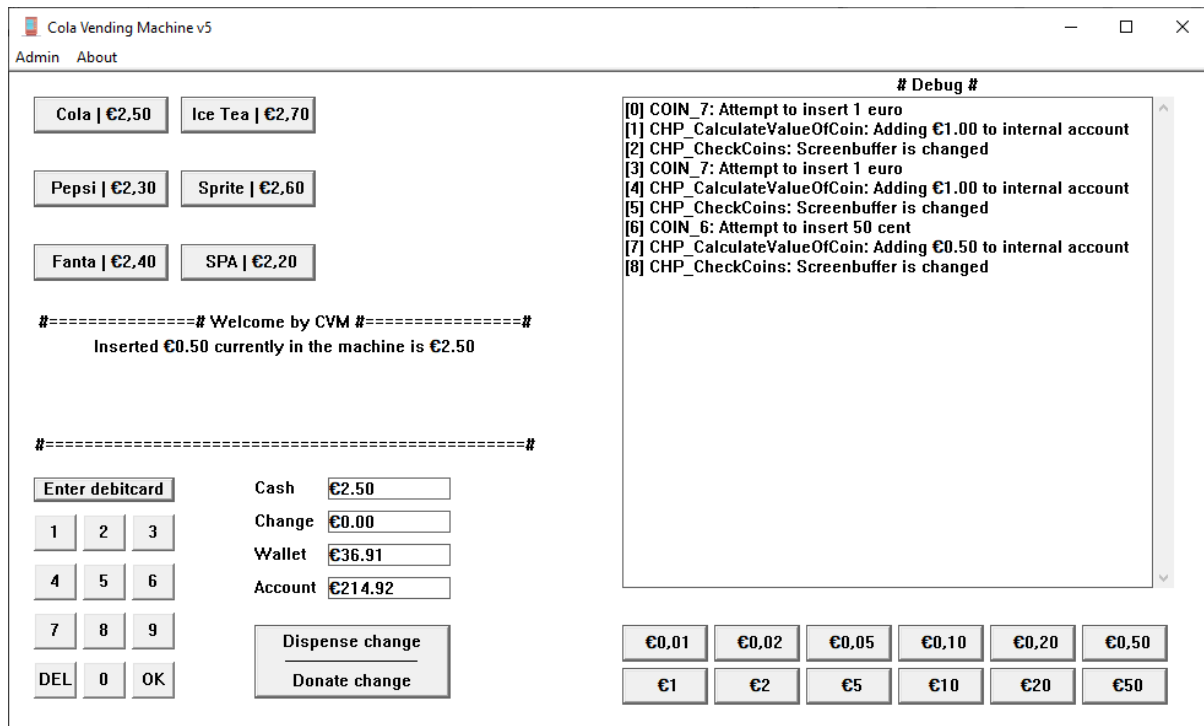 Cola Vending Machine v5
Admin About
Cola | €2,50 Ice Tea | €2,70
Pepsi | €2,30 Sprite | €2,60
Fanta | €2,40 SPA | €2,20
#===============# Welcome by CVM #================#
Inserted €0.50 currently in the machine is €2.50
#=================================================#
Enter debitcard
1 2 3
4 5 6
7 8 9
DEL 0 OK
Cash €2.50
Change €0.00
Wallet €36.91
Account €214.92
Dispense change
Donate change
# Debug #
[0] COIN_7: Attempt to insert 1 euro
[1] CHP_CalculateValueOfCoin: Adding €1.00 to internal account
[2] CHP_CheckCoins: Screenbuffer is changed
[3] COIN_7: Attempt to insert 1 euro
[4] CHP_CalculateValueOfCoin: Adding €1.00 to internal account
[5] CHP_CheckCoins: Screenbuffer is changed
[6] COIN_6: Attempt to insert 50 cent
[7] CHP_CalculateValueOfCoin: Adding €0.50 to internal account
[8] CHP_CheckCoins: Screenbuffer is changed
€0,01 €0,02 €0,05 €0,10 €0,20 €0,50
€1 €2 €5 €10 €20 €50